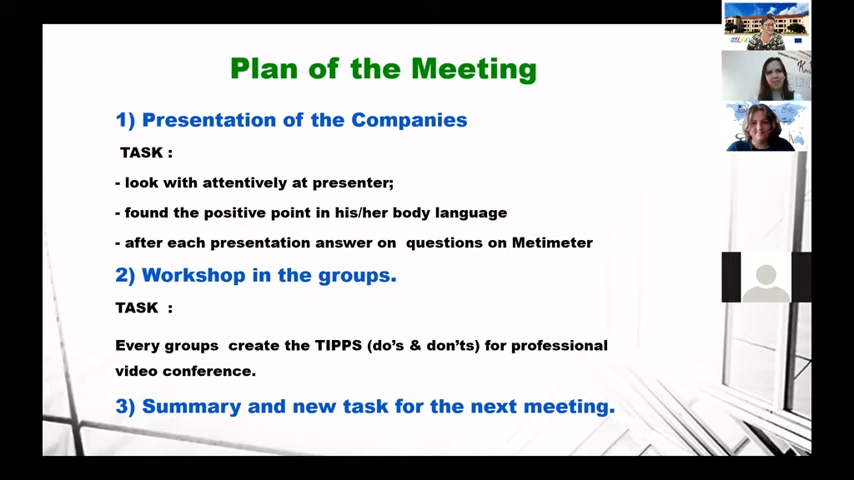 Plan of the Meeting
1) Presentation of the Companies
TASK :
- look with attentively at presenter;
- found the positive point in his/her body language
- after each presentation answer on questions on Metimeter
2) Workshop in the groups.
TASK :
Every groups create the TIPPS (do's & don'ts) for professional
video conference.
3) Summary and new task for the next meeting.